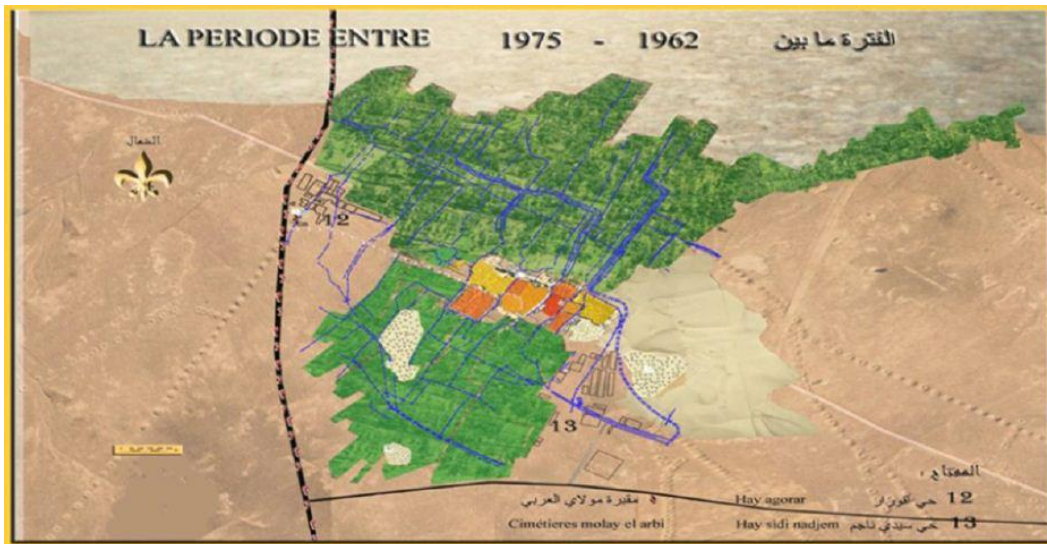 LA PERIODE ENTRE 1975 - 1962 الفترة ما بين
الشمال
12
13
المفتاح :
مقبرة مولاي العربي
Hay agorar 12 حي
Cimétieres molay el arbi
Hay sidi nadjem 13 حي سيدي ناجم